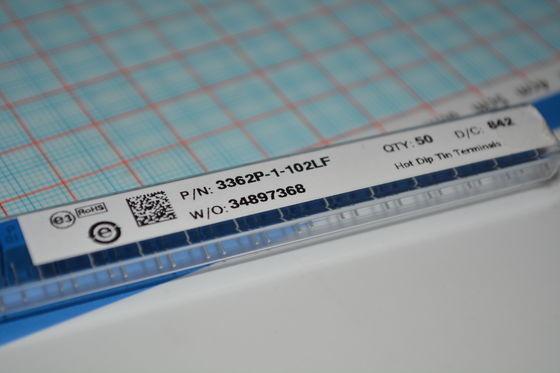 P/N: 3362P-1-102LF QTY: 50 D/C: 842
W/O: 34897368 Hot Dip Tin Terminals
e3 RoHS
e